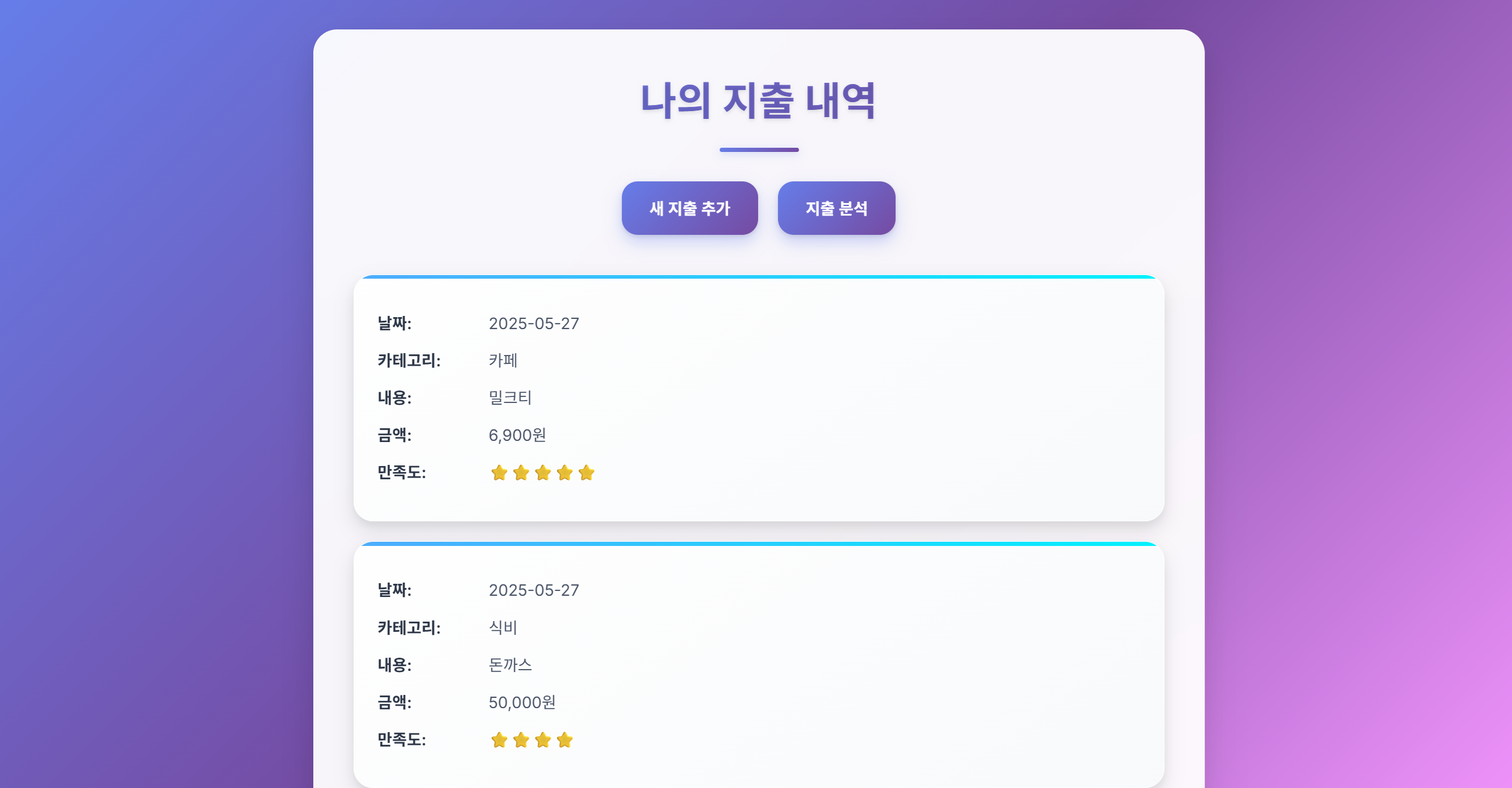 나의 지출 내역
새 지출 추가 지출 분석
날짜: 2025-05-27
카테고리: 카페
내용: 밀크티
금액: 6,900원
만족도: ⭐⭐⭐⭐⭐
날짜: 2025-05-27
카테고리: 식비
내용: 돈까스
금액: 50,000원
만족도: ⭐⭐⭐⭐